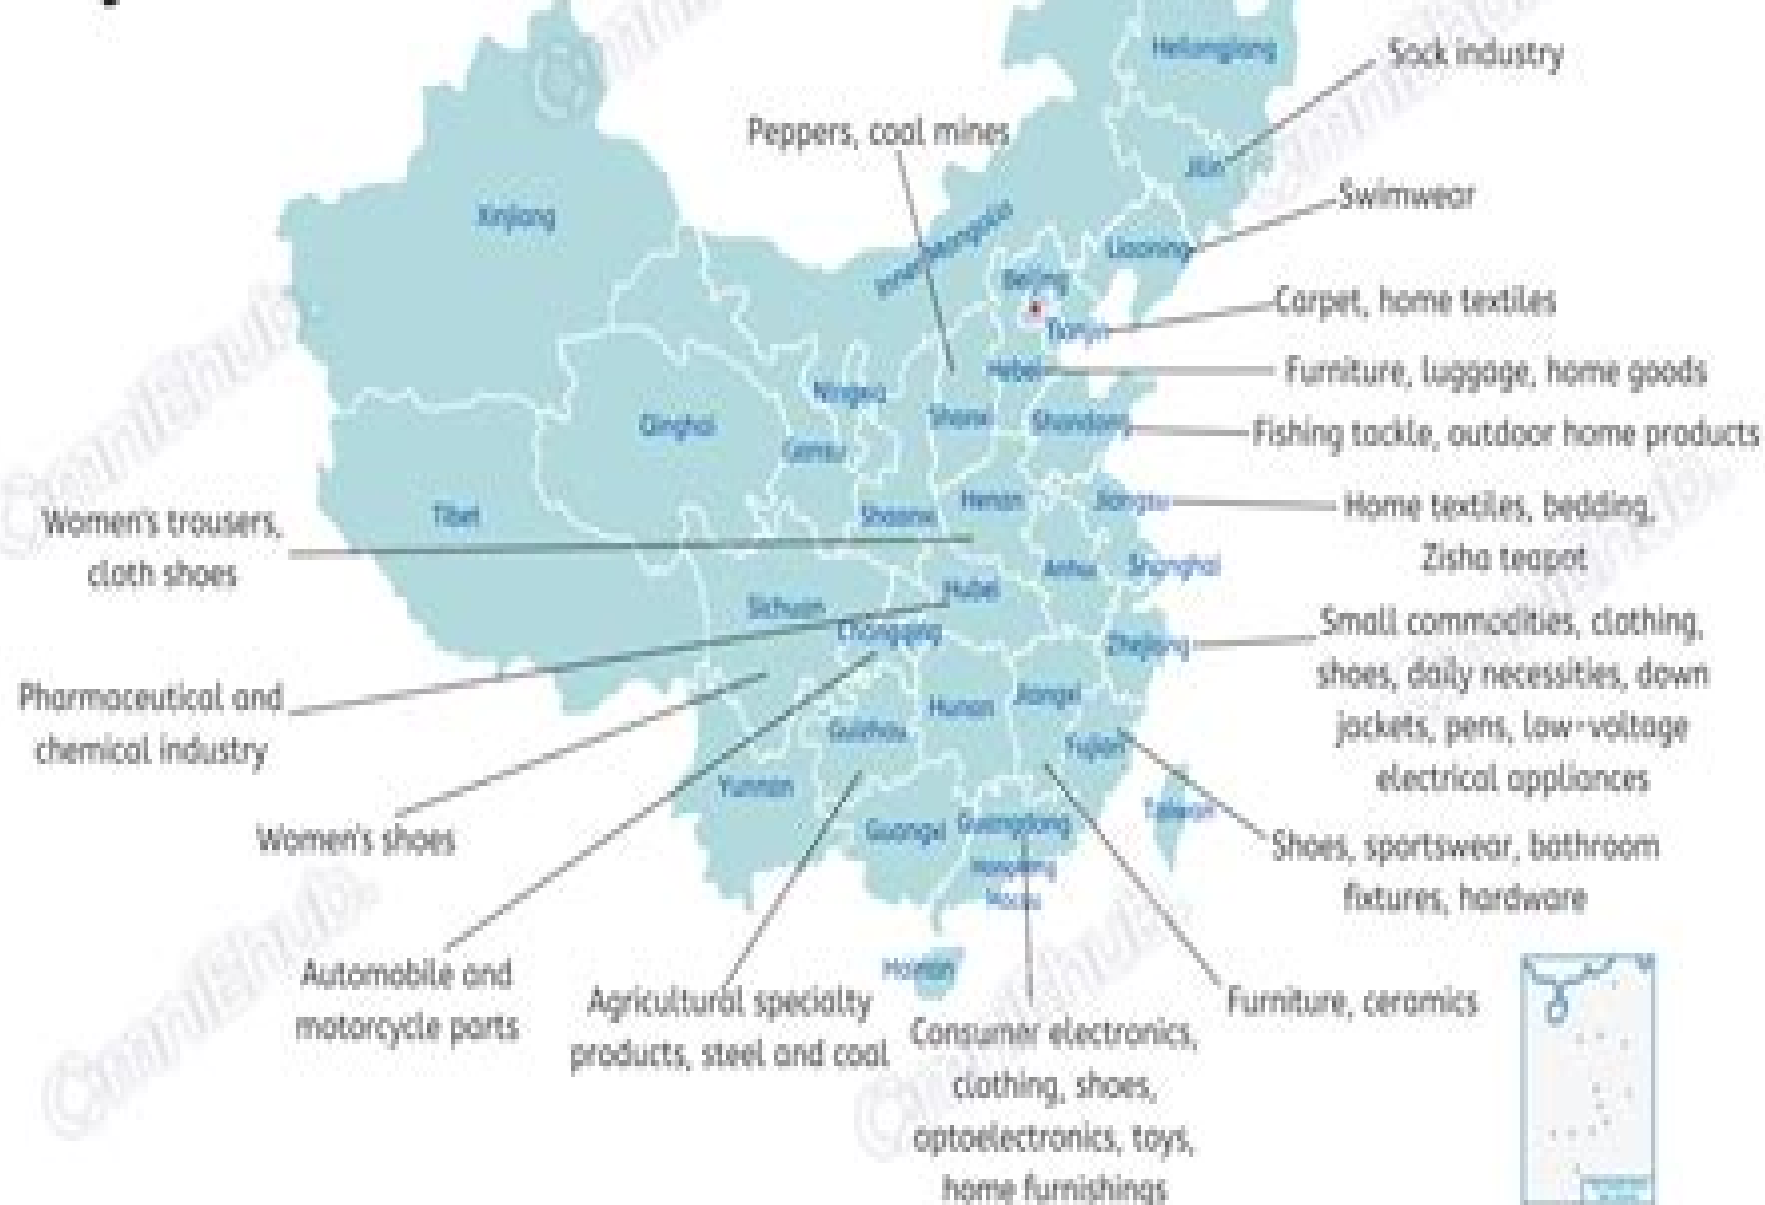 Heilongjiang
Sock industry
Peppers, coal mines
Jilin
Swimwear
Xinjiang
Inner Mongolia
Liaoning
Beijing
Carpet, home textiles
Tianjin
Hebei
Furniture, luggage, home goods
Ningxia
Qinghai
Shanxi
Shandong
Fishing tackle, outdoor home products
Gansu
Tibet
Shaanxi
Henan
Jiangsu
Home textiles, bedding,
Zisha teapot
Women's trousers,
cloth shoes
Anhui
Shanghai
Hubei
Sichuan
Chongqing
Zhejiang
Small commodities, clothing,
shoes, daily necessities, down
jackets, pens, low-voltage
electrical appliances
Pharmaceutical and
chemical industry
Hunan
Jiangxi
Guizhou
Fujian
Yunnan
Women's shoes
Guangxi
Guangdong
Taiwan
Hongkong
Macau
Shoes, sportswear, bathroom
fixtures, hardware
Hainan
Automobile and
motorcycle parts
Agricultural specialty
products, steel and coal
Consumer electronics,
clothing, shoes,
optoelectronics, toys,
home furnishings
Furniture, ceramics